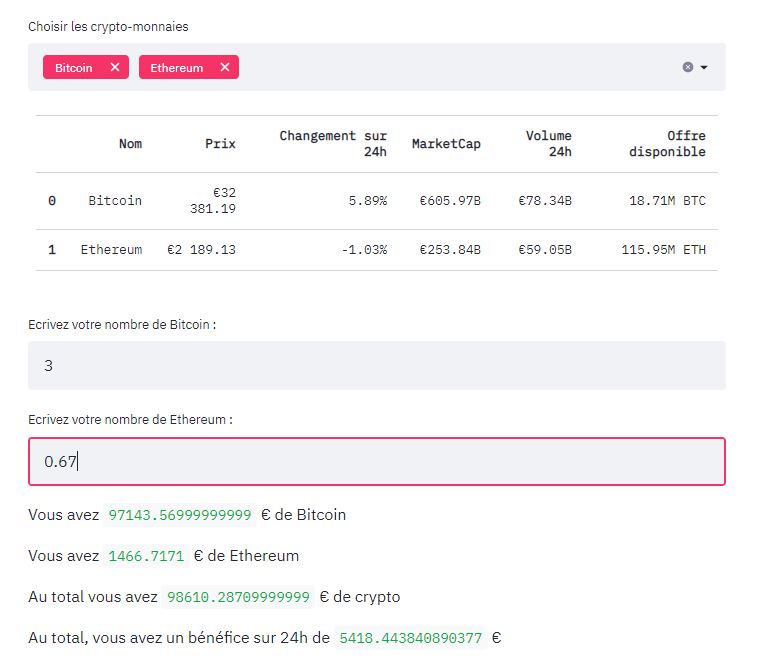 Choisir les crypto-monnaies
Bitcoin × Ethereum ×
Nom Prix Changement sur 24h MarketCap Volume 24h Offre disponible
0 Bitcoin €32 381.19 5.89% €605.97B €78.34B 18.71M BTC
1 Ethereum €2 189.13 -1.03% €253.84B €59.05B 115.95M ETH
Ecrivez votre nombre de Bitcoin :
3
Ecrivez votre nombre de Ethereum :
0.67
Vous avez 97143.56999999999 € de Bitcoin
Vous avez 1466.7171 € de Ethereum
Au total vous avez 98610.28709999999 € de crypto
Au total, vous avez un bénéfice sur 24h de 5418.443840890377 €